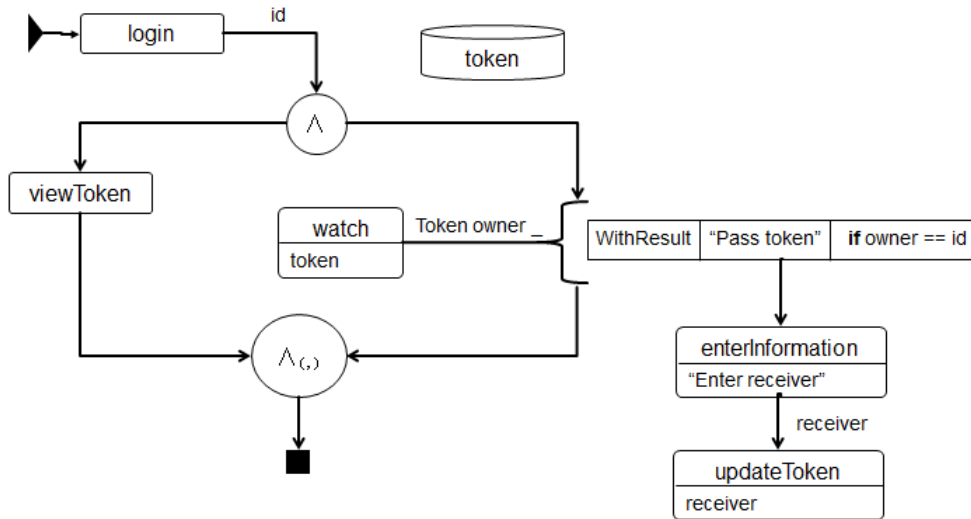 id
login
token
∧
viewToken
watch
Token owner _
token
WithResult
“Pass token”
if owner == id
∧(,)
enterInformation
“Enter receiver”
receiver
updateToken
receiver